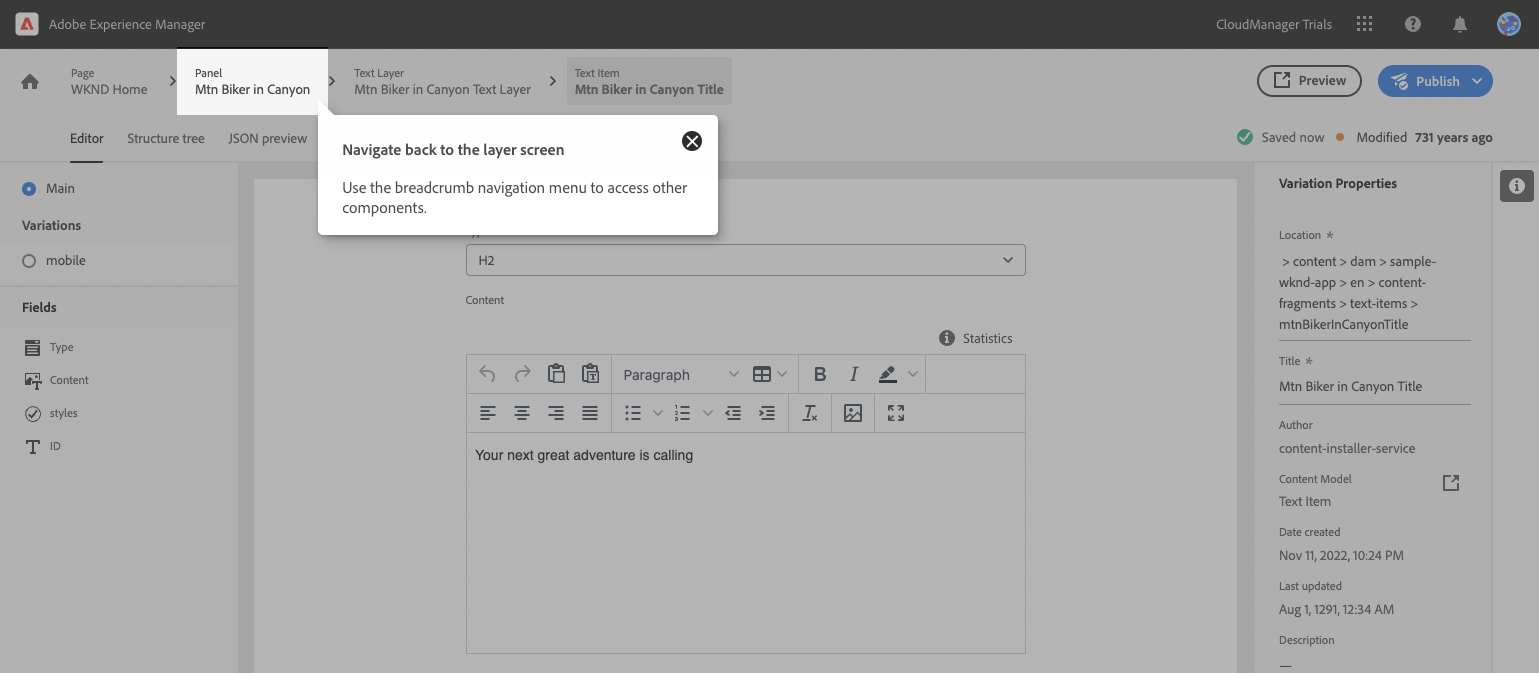 Adobe Experience Manager
CloudManager Trials
Page
WKND Home
Panel
Mtn Biker in Canyon
Text Layer
Mtn Biker in Canyon Text Layer
Text Item
Mtn Biker in Canyon Title
Preview
Publish
Editor
Structure tree
JSON preview
Saved now
Modified 731 years ago
Navigate back to the layer screen
Use the breadcrumb navigation menu to access other
components.
Main
Variations
mobile
Fields
Type
Content
styles
ID
H2
Content
Statistics
Paragraph
B I
Your next great adventure is calling
Variation Properties
Location *
> content > dam > sample-
wknd-app > en > content-
fragments > text-items >
mtnBikerInCanyonTitle
Title *
Mtn Biker in Canyon Title
Author
content-installer-service
Content Model
Text Item
Date created
Nov 11, 2022, 10:24 PM
Last updated
Aug 1, 1291, 12:34 AM
Description
—